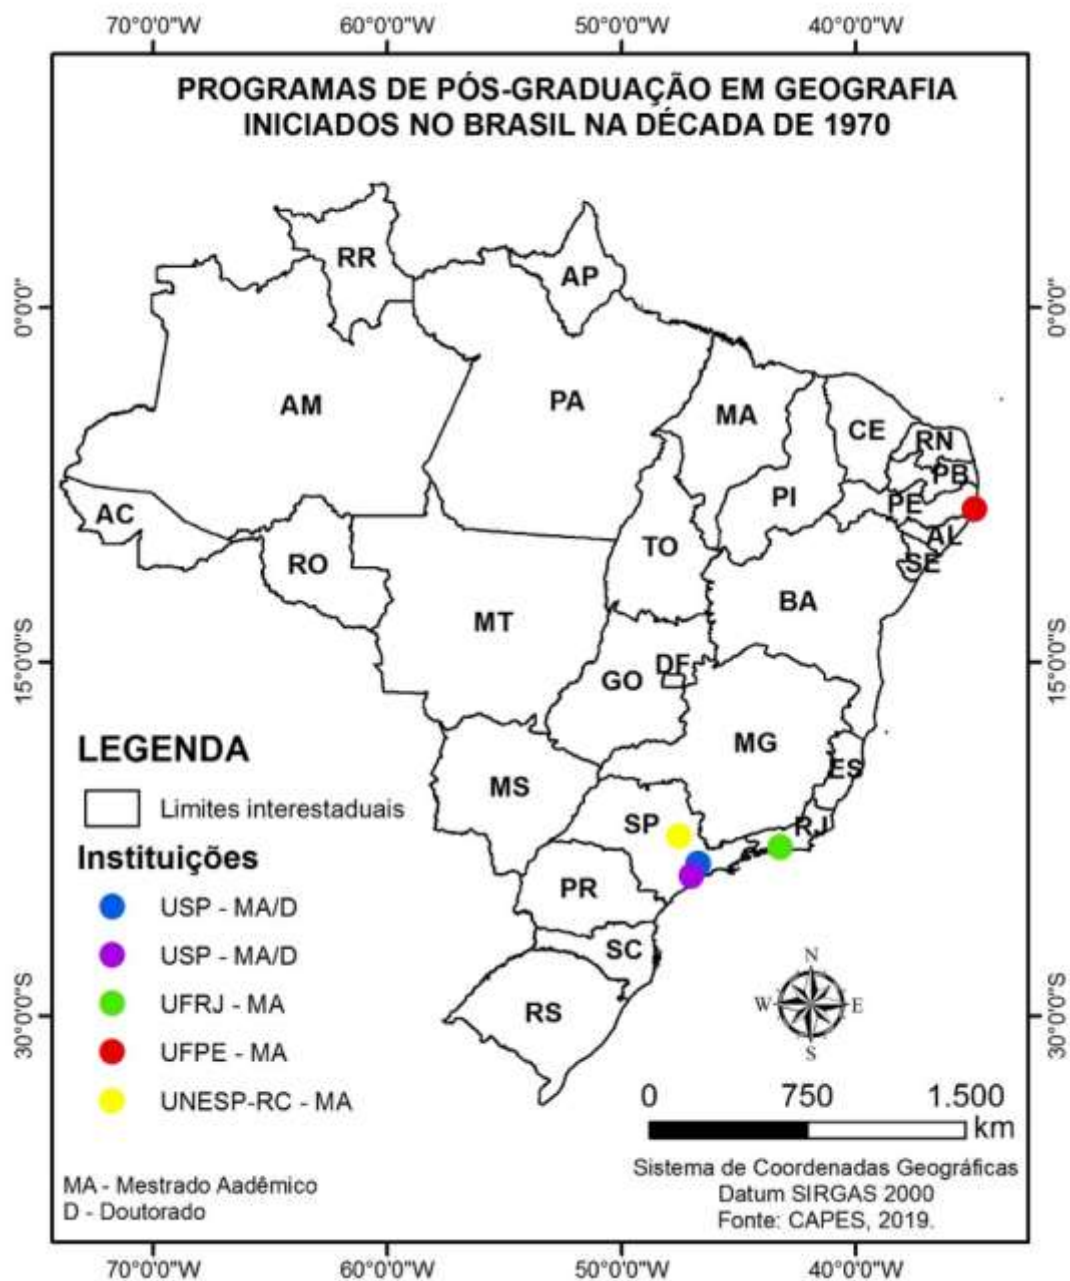 70°0'0"W 60°0'0"W 50°0'0"W 40°0'0"W
PROGRAMAS DE PÓS-GRADUAÇÃO EM GEOGRAFIA
INICIADOS NO BRASIL NA DÉCADA DE 1970
RR
AP
0°0'0" 0°0'0"
AM
PA
MA
CE
RN
PB
PI
PE
AC
AL
TO
SE
RO
BA
MT
15°0'0"S 15°0'0"S
DF
GO
MG
ES
MS
SP
RJ
PR
SC
RS
30°0'0"S 30°0'0"S
LEGENDA
Limites interestaduais
Instituições
USP - MA/D
USP - MA/D
UFRJ - MA
UFPE - MA
UNESP-RC - MA
MA - Mestrado Aadêmico
D - Doutorado
N
W E
S
0 750 1.500
km
Sistema de Coordenadas Geográficas
Datum SIRGAS 2000
Fonte: CAPES, 2019.
70°0'0"W 60°0'0"W 50°0'0"W 40°0'0"W